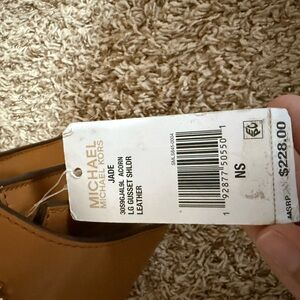 MICHAEL
MICHAEL KORS
JADE
30S9GJ4L9L ACORN
LG GUSSET SHLDR
LEATHER
1 92877 50550 1
NS
MSRP
$228.00